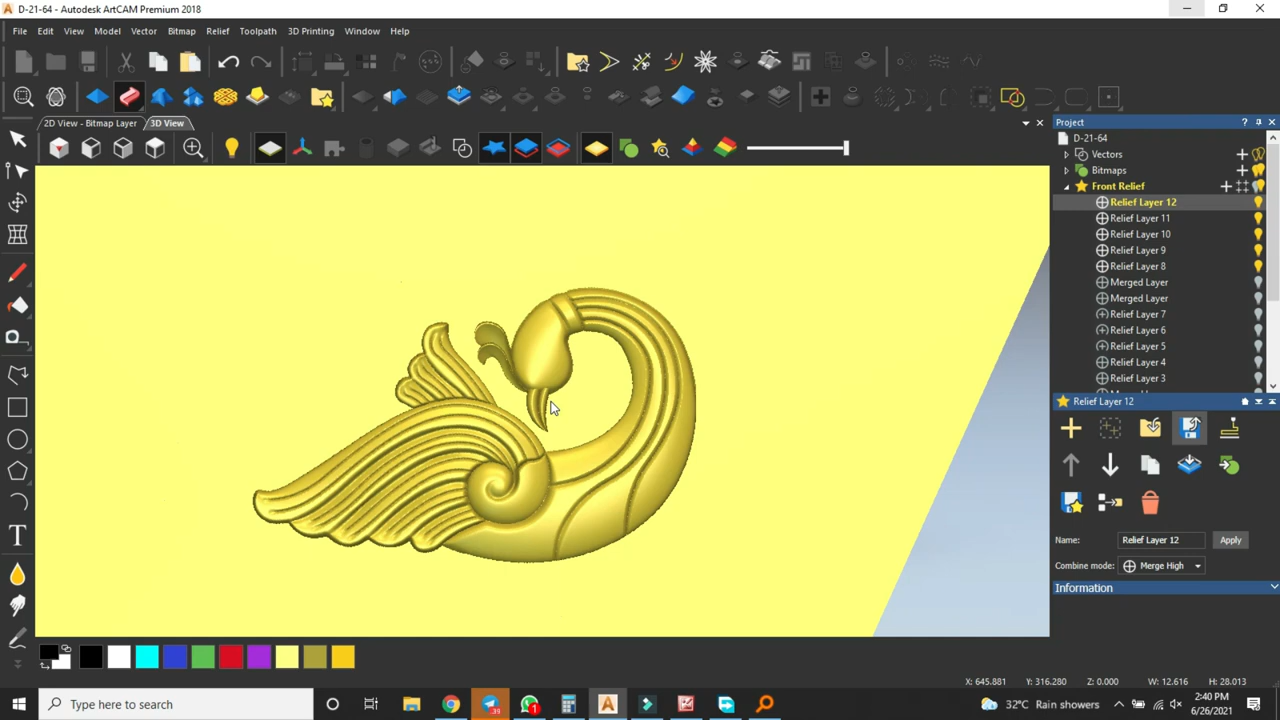 D-21-64 - Autodesk ArtCAM Premium 2018
File Edit View Model Vector Bitmap Relief Toolpath 3D Printing Window Help
2D View - Bitmap Layer 3D View
Project
D-21-64
Vectors
Bitmaps
Front Relief
Relief Layer 12
Relief Layer 11
Relief Layer 10
Relief Layer 9
Relief Layer 8
Merged Layer
Merged Layer
Relief Layer 7
Relief Layer 6
Relief Layer 5
Relief Layer 4
Relief Layer 3
Relief Layer 12
Name: Relief Layer 12 Apply
Combine mode: Merge High
Information
X: 645.881 Y: 316.280 Z: 0.000 W: 12.616 H: 28.013
Type here to search
39
1
32°C Rain showers
2:40 PM
6/26/2021